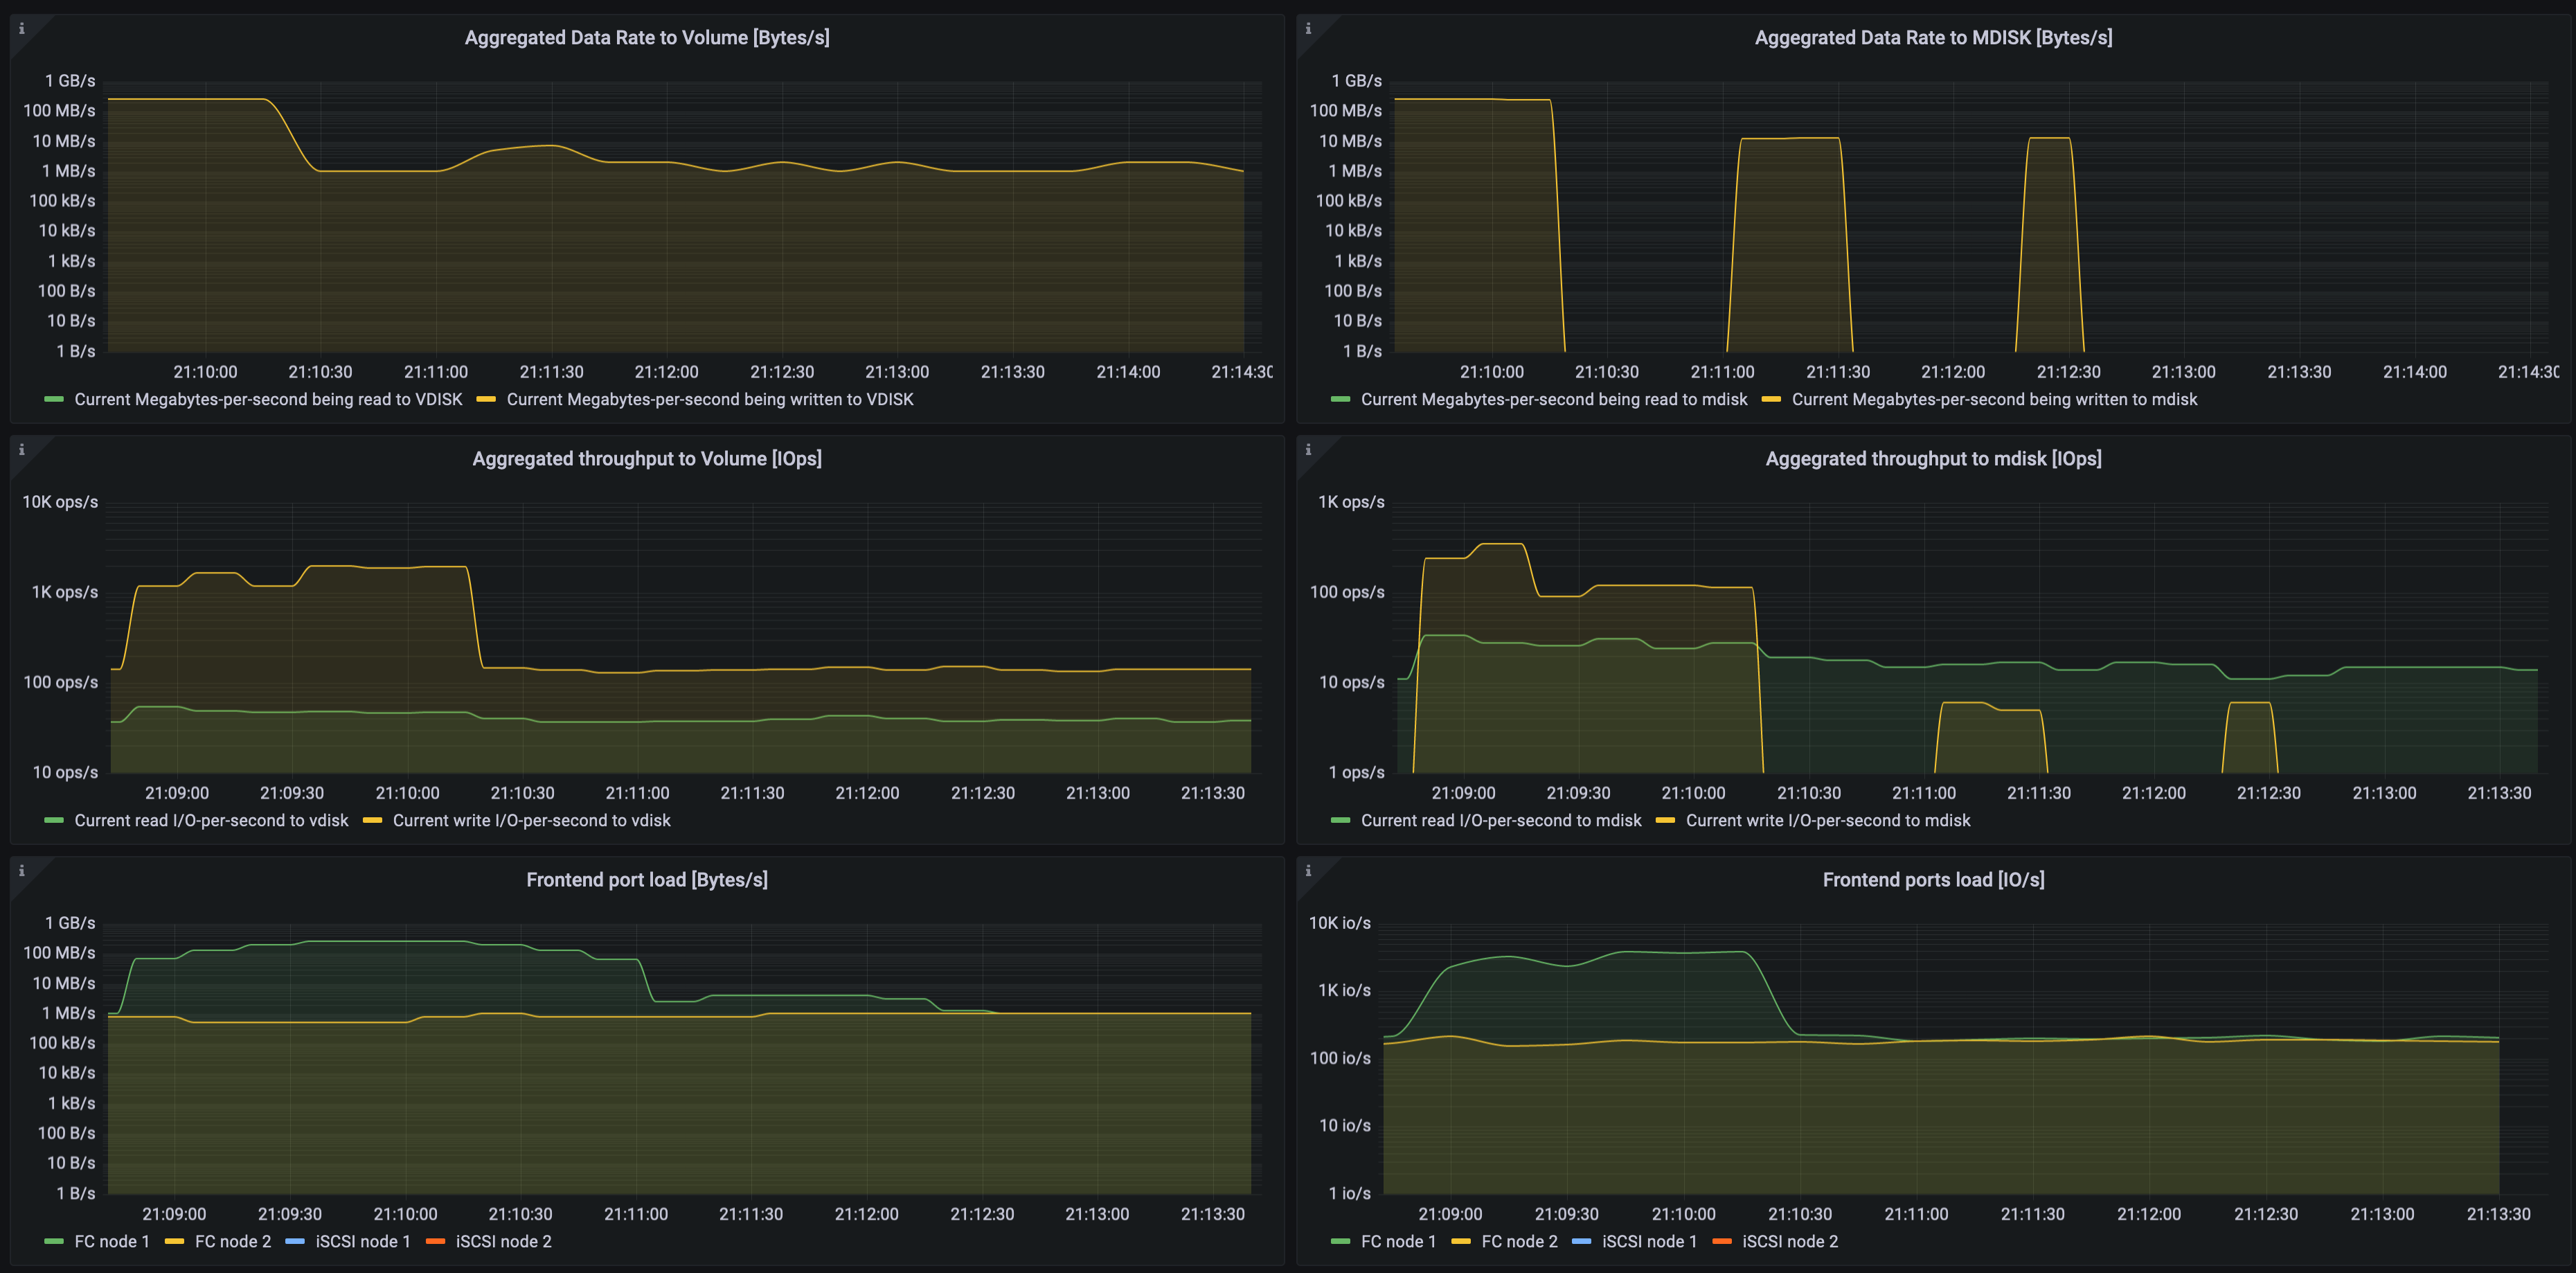 Aggregated Data Rate to Volume [Bytes/s]
1 GB/s
100 MB/s
10 MB/s
1 MB/s
100 kB/s
10 kB/s
1 kB/s
100 B/s
10 B/s
1 B/s
21:10:00 21:10:30 21:11:00 21:11:30 21:12:00 21:12:30 21:13:00 21:13:30 21:14:00 21:14:30
Current Megabytes-per-second being read to VDISK Current Megabytes-per-second being written to VDISK
Aggegrated Data Rate to MDISK [Bytes/s]
1 GB/s
100 MB/s
10 MB/s
1 MB/s
100 kB/s
10 kB/s
1 kB/s
100 B/s
10 B/s
1 B/s
21:10:00 21:10:30 21:11:00 21:11:30 21:12:00 21:12:30 21:13:00 21:13:30 21:14:00 21:14:30
Current Megabytes-per-second being read to mdisk Current Megabytes-per-second being written to mdisk
Aggregated throughput to Volume [IOps]
10K ops/s
1K ops/s
100 ops/s
10 ops/s
21:09:00 21:09:30 21:10:00 21:10:30 21:11:00 21:11:30 21:12:00 21:12:30 21:13:00 21:13:30
Current read I/O-per-second to vdisk Current write I/O-per-second to vdisk
Aggegrated throughput to mdisk [IOps]
1K ops/s
100 ops/s
10 ops/s
1 ops/s
21:09:00 21:09:30 21:10:00 21:10:30 21:11:00 21:11:30 21:12:00 21:12:30 21:13:00 21:13:30
Current read I/O-per-second to mdisk Current write I/O-per-second to mdisk
Frontend port load [Bytes/s]
1 GB/s
100 MB/s
10 MB/s
1 MB/s
100 kB/s
10 kB/s
1 kB/s
100 B/s
10 B/s
1 B/s
21:09:00 21:09:30 21:10:00 21:10:30 21:11:00 21:11:30 21:12:00 21:12:30 21:13:00 21:13:30
FC node 1 FC node 2 iSCSI node 1 iSCSI node 2
Frontend ports load [IO/s]
10K io/s
1K io/s
100 io/s
10 io/s
1 io/s
21:09:00 21:09:30 21:10:00 21:10:30 21:11:00 21:11:30 21:12:00 21:12:30 21:13:00 21:13:30
FC node 1 FC node 2 iSCSI node 1 iSCSI node 2